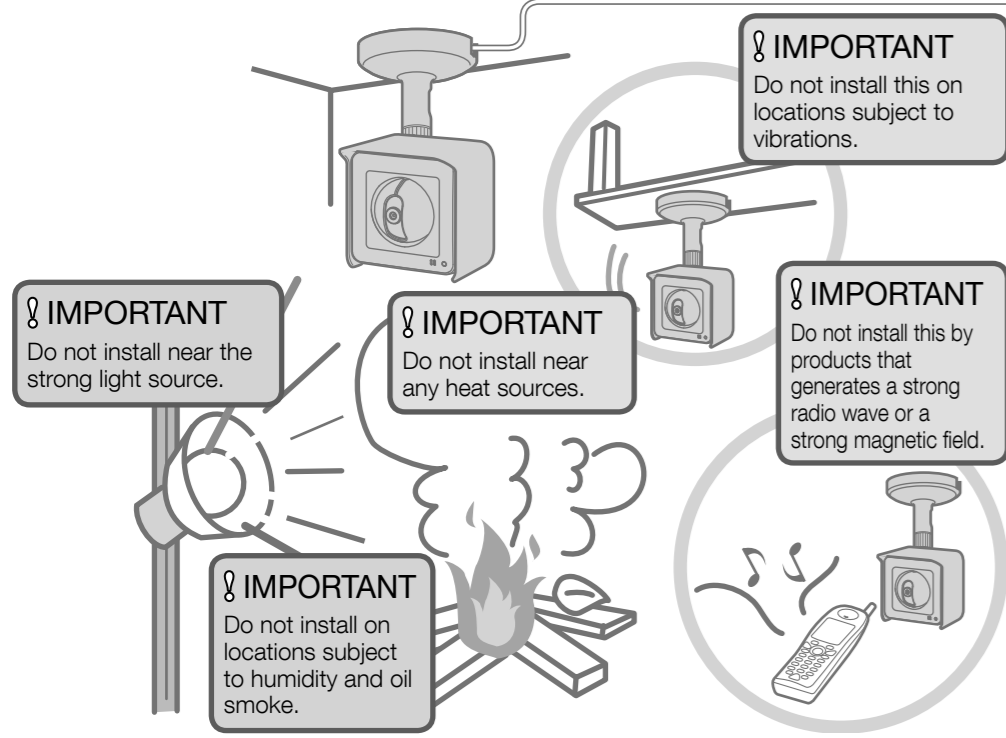 IMPORTANT
Do not install this on
locations subject to
vibrations.
IMPORTANT
Do not install near the
strong light source.
IMPORTANT
Do not install near
any heat sources.
IMPORTANT
Do not install this by
products that
generates a strong
radio wave or a
strong magnetic field.
IMPORTANT
Do not install on
locations subject
to humidity and oil
smoke.